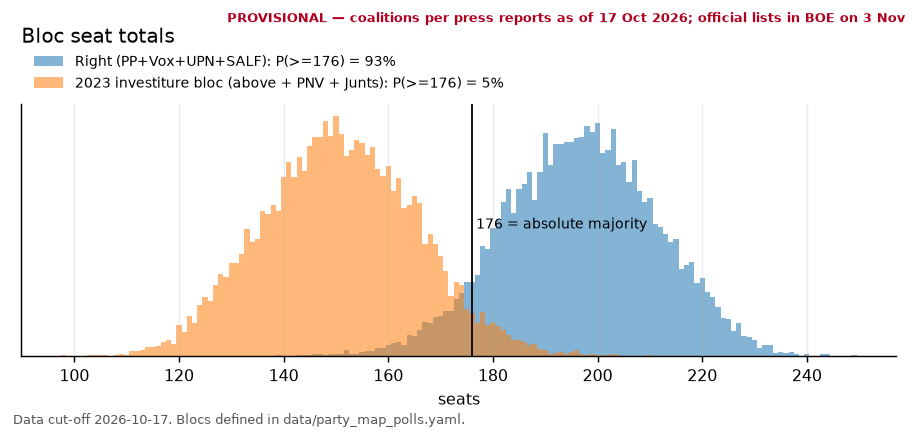 PROVISIONAL — coalitions per press reports as of 17 Oct 2026; official lists in BOE on 3 Nov
Bloc seat totals
Right (PP+Vox+UPN+SALF): P(>=176) = 93%
2023 investiture bloc (above + PNV + Junts): P(>=176) = 5%
176 = absolute majority
100 120 140 160 180 200 220 240
seats
Data cut-off 2026-10-17. Blocs defined in data/party_map_polls.yaml.